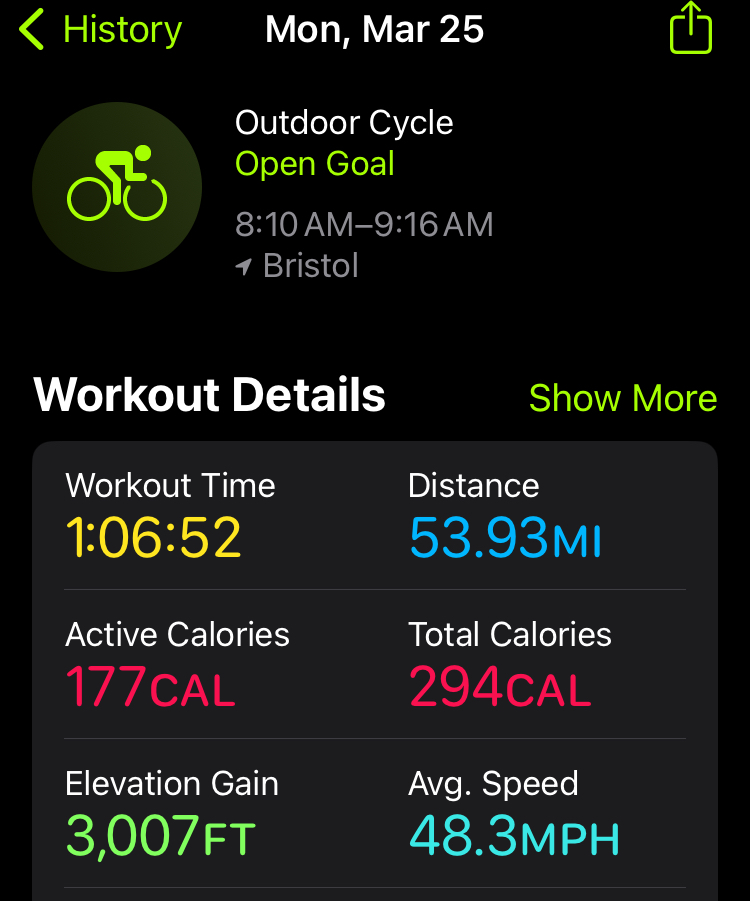 History
Mon, Mar 25
Outdoor Cycle
Open Goal
8:10 AM–9:16 AM
Bristol
Workout Details
Show More
Workout Time
Distance
1:06:52
53.93MI
Active Calories
Total Calories
177CAL
294CAL
Elevation Gain
Avg. Speed
3,007FT
48.3MPH